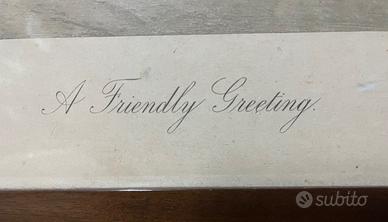 A Friendly Greeting.
subito